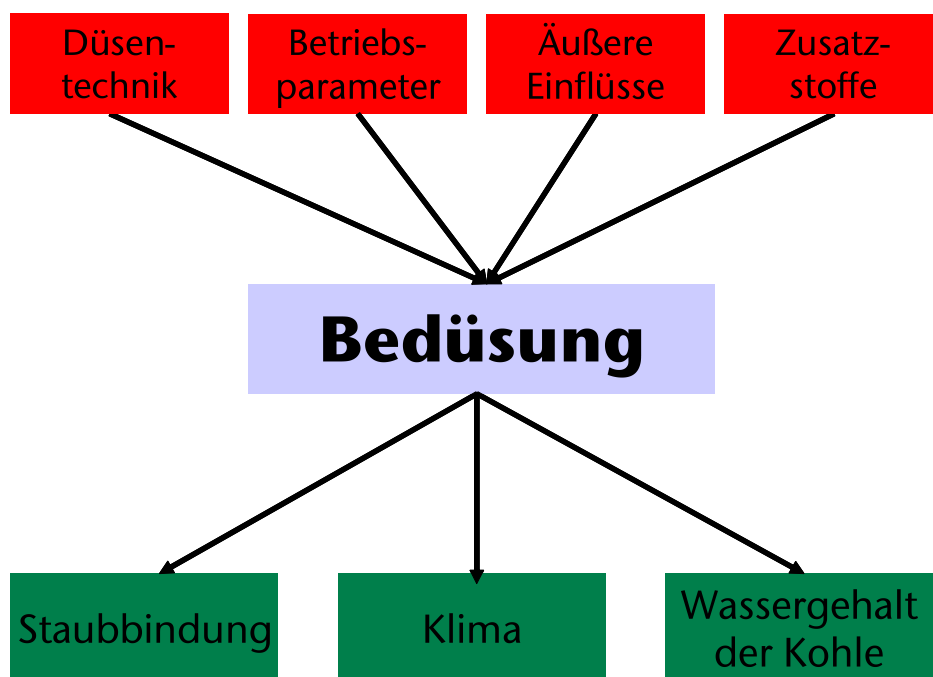 Düsen-
technik
Betriebs-
parameter
Äußere
Einflüsse
Zusatz-
stoffe
Bedüsung
Staubbindung
Klima
Wassergehalt
der Kohle